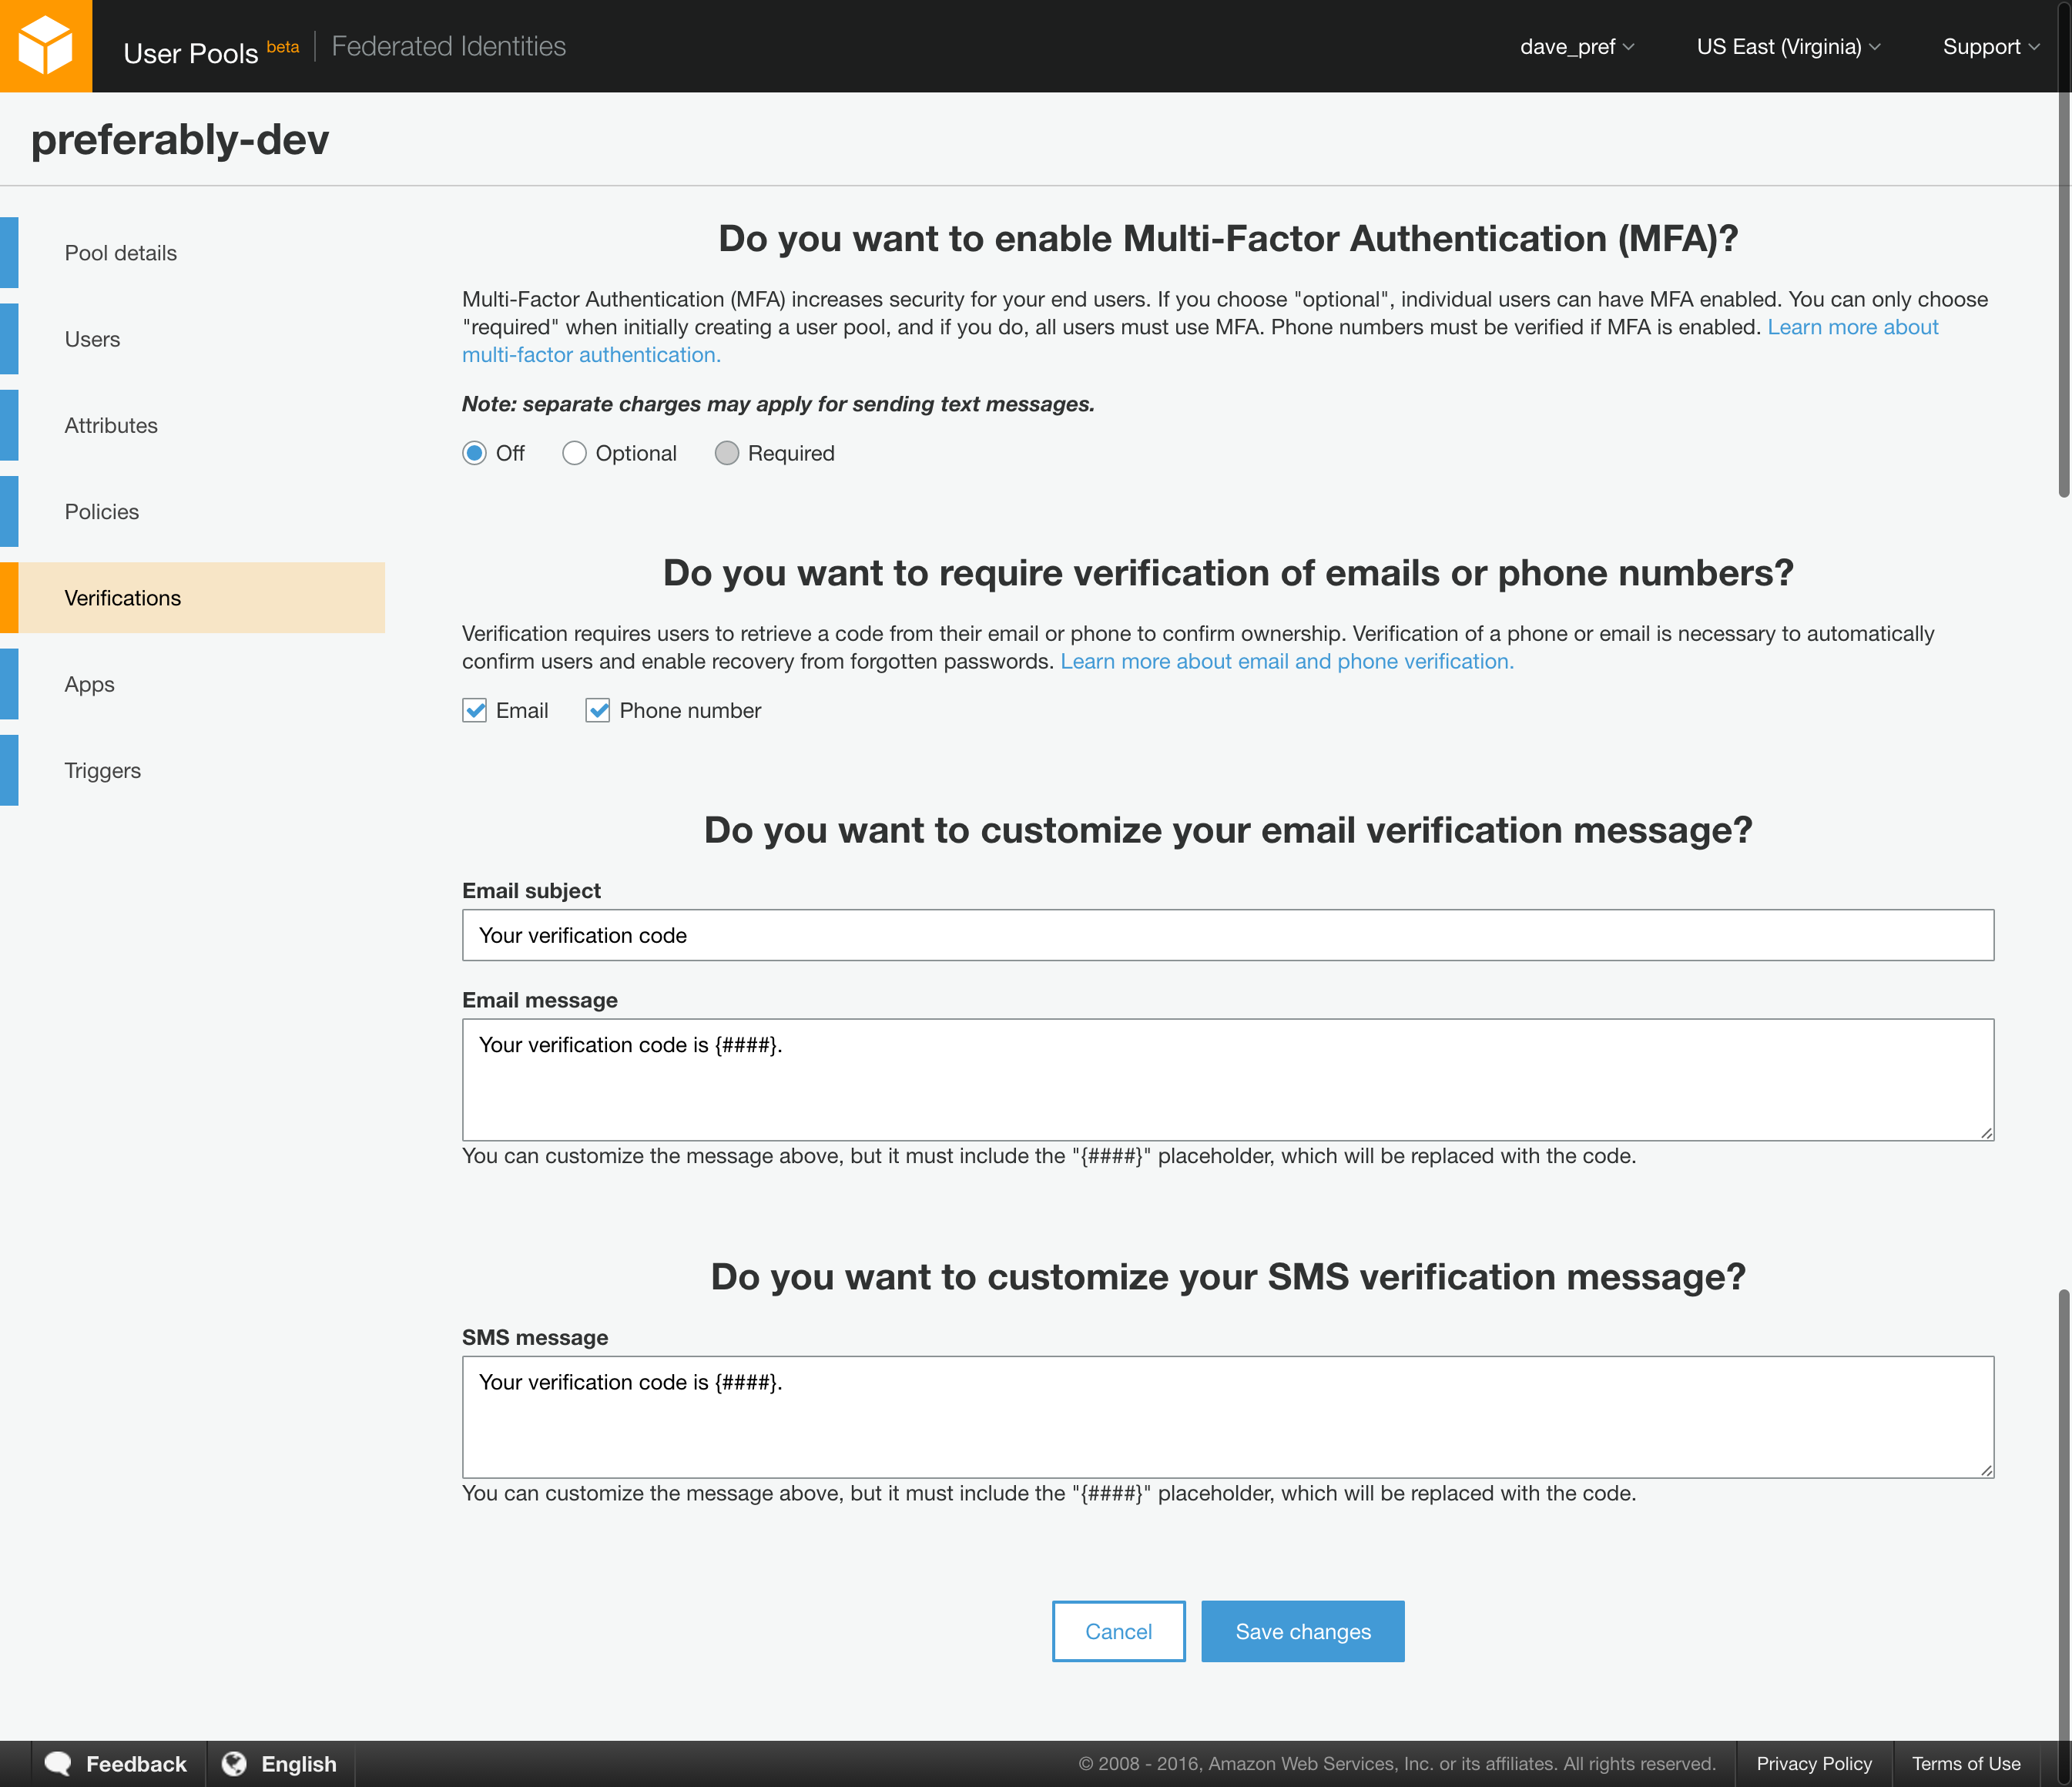 User Pools beta | Federated Identities
dave_pref
US East (Virginia)
Support
preferably-dev
Pool details
Users
Attributes
Policies
Verifications
Apps
Triggers
Do you want to enable Multi-Factor Authentication (MFA)?
Multi-Factor Authentication (MFA) increases security for your end users. If you choose "optional", individual users can have MFA enabled. You can only choose
"required" when initially creating a user pool, and if you do, all users must use MFA. Phone numbers must be verified if MFA is enabled. Learn more about
multi-factor authentication.
Note: separate charges may apply for sending text messages.
Off Optional Required
Do you want to require verification of emails or phone numbers?
Verification requires users to retrieve a code from their email or phone to confirm ownership. Verification of a phone or email is necessary to automatically
confirm users and enable recovery from forgotten passwords. Learn more about email and phone verification.
Email Phone number
Do you want to customize your email verification message?
Email subject
Your verification code
Email message
Your verification code is {####}.
You can customize the message above, but it must include the "{####}" placeholder, which will be replaced with the code.
Do you want to customize your SMS verification message?
SMS message
Your verification code is {####}.
You can customize the message above, but it must include the "{####}" placeholder, which will be replaced with the code.
Cancel Save changes
Feedback English © 2008 - 2016, Amazon Web Services, Inc. or its affiliates. All rights reserved. Privacy Policy Terms of Use